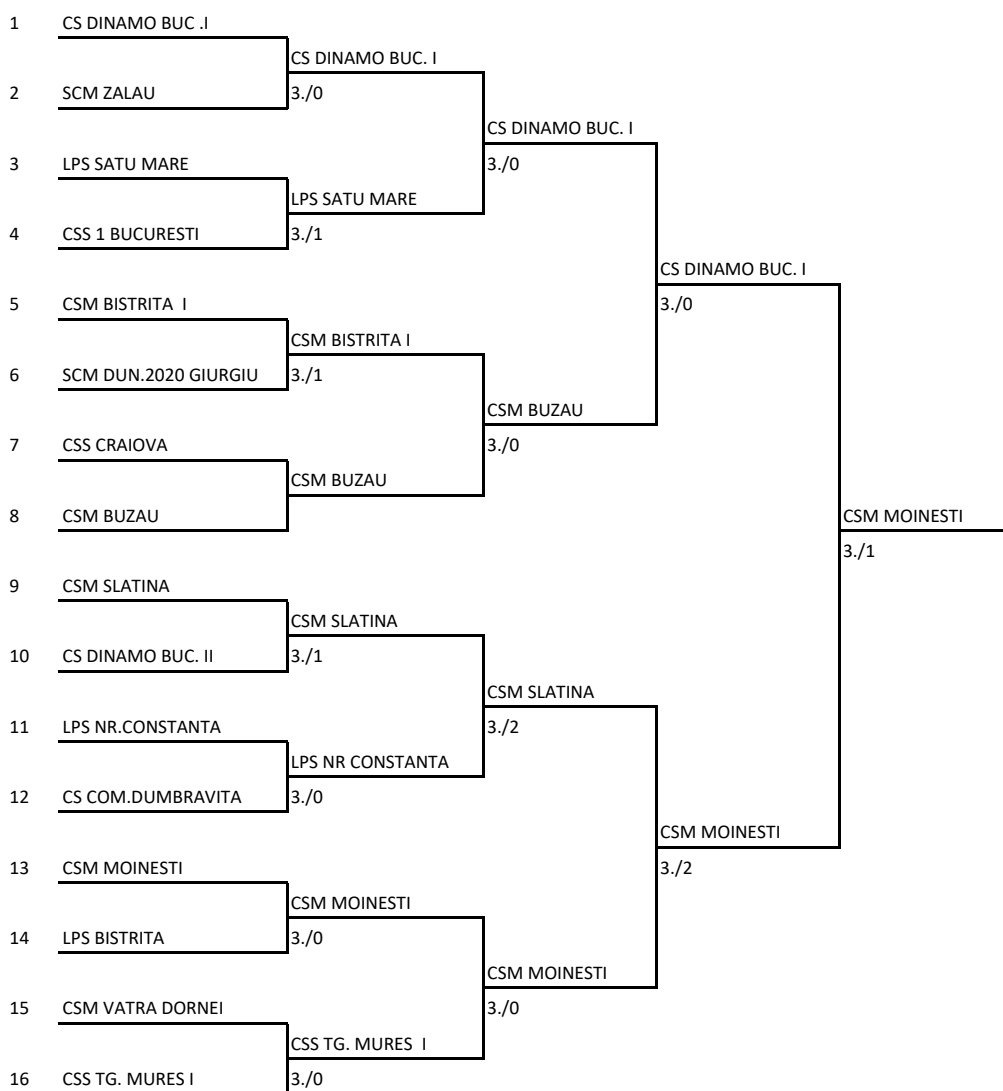 1 CS DINAMO BUC .I
CS DINAMO BUC. I
2 SCM ZALAU 3./0
CS DINAMO BUC. I
3 LPS SATU MARE 3./0
LPS SATU MARE
4 CSS 1 BUCURESTI 3./1
CS DINAMO BUC. I
5 CSM BISTRITA I 3./0
CSM BISTRITA I
6 SCM DUN.2020 GIURGIU 3./1
CSM BUZAU
7 CSS CRAIOVA 3./0
CSM BUZAU
8 CSM BUZAU CSM MOINESTI
3./1
9 CSM SLATINA
CSM SLATINA
10 CS DINAMO BUC. II 3./1
CSM SLATINA
11 LPS NR.CONSTANTA 3./2
LPS NR CONSTANTA
12 CS COM.DUMBRAVITA 3./0
CSM MOINESTI
13 CSM MOINESTI 3./2
CSM MOINESTI
14 LPS BISTRITA 3./0
CSM MOINESTI
15 CSM VATRA DORNEI 3./0
CSS TG. MURES I
16 CSS TG. MURES I 3./0